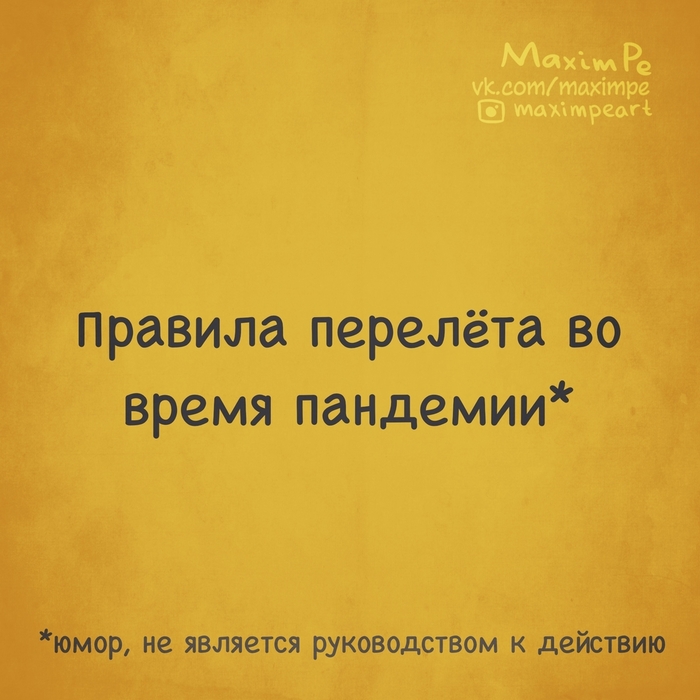 MaximPe
vk.com/maximpe
maximpeart
Правила перелёта во
время пандемии*
*юмор, не является руководством к действию